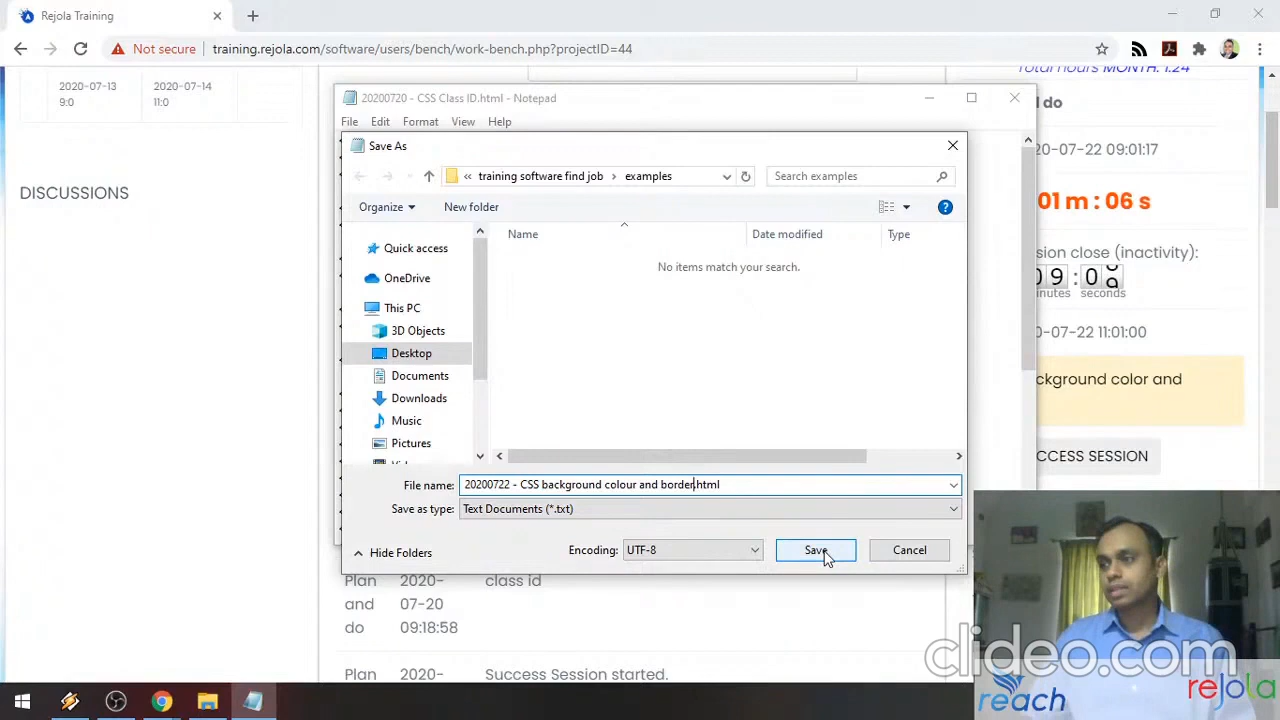 Rejola Training
Not secure
training.rejola.com/software/users/bench/work-bench.php?projectID=44
2020-07-13
9:0
2020-07-14
11:0
DISCUSSIONS
Total hours MONTH: 1.24
20200720 - CSS Class ID.html - Notepad
File Edit Format View Help
Save As
« training software find job › examples
Search examples
Organize
New folder
Name
Date modified
Type
No items match your search.
Quick access
OneDrive
This PC
3D Objects
Desktop
Documents
Downloads
Music
Pictures
File name:
20200722 - CSS background colour and border.html
Save as type:
Text Documents (*.txt)
Hide Folders
Encoding:
UTF-8
Save
Cancel
do
20-07-22 09:01:17
01 m : 06 s
sion close (inactivity):
09 : 0
seconds
0-07-22 11:01:00
ckground color and
CCESS SESSION
Plan and do
2020-07-20 09:18:58
class id
Plan
2020-
Success Session started.
clideo.com
reach
rejola